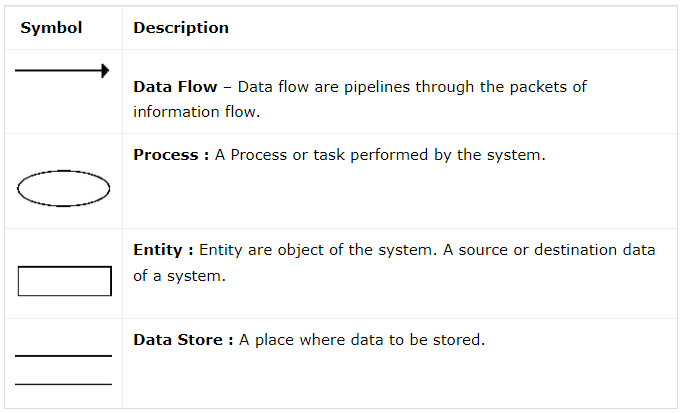 Symbol Description
Data Flow – Data flow are pipelines through the packets of
information flow.
Process : A Process or task performed by the system.
Entity : Entity are object of the system. A source or destination data
of a system.
Data Store : A place where data to be stored.